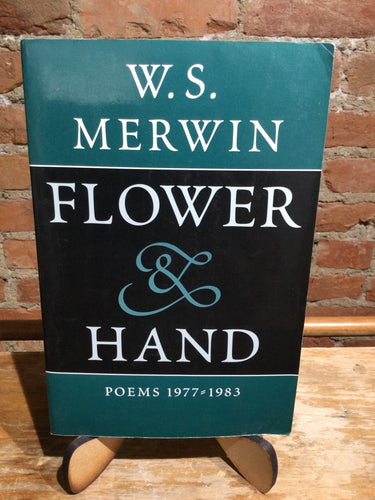 W. S.
MERWIN
FLOWER
&
HAND
POEMS 1977-1983